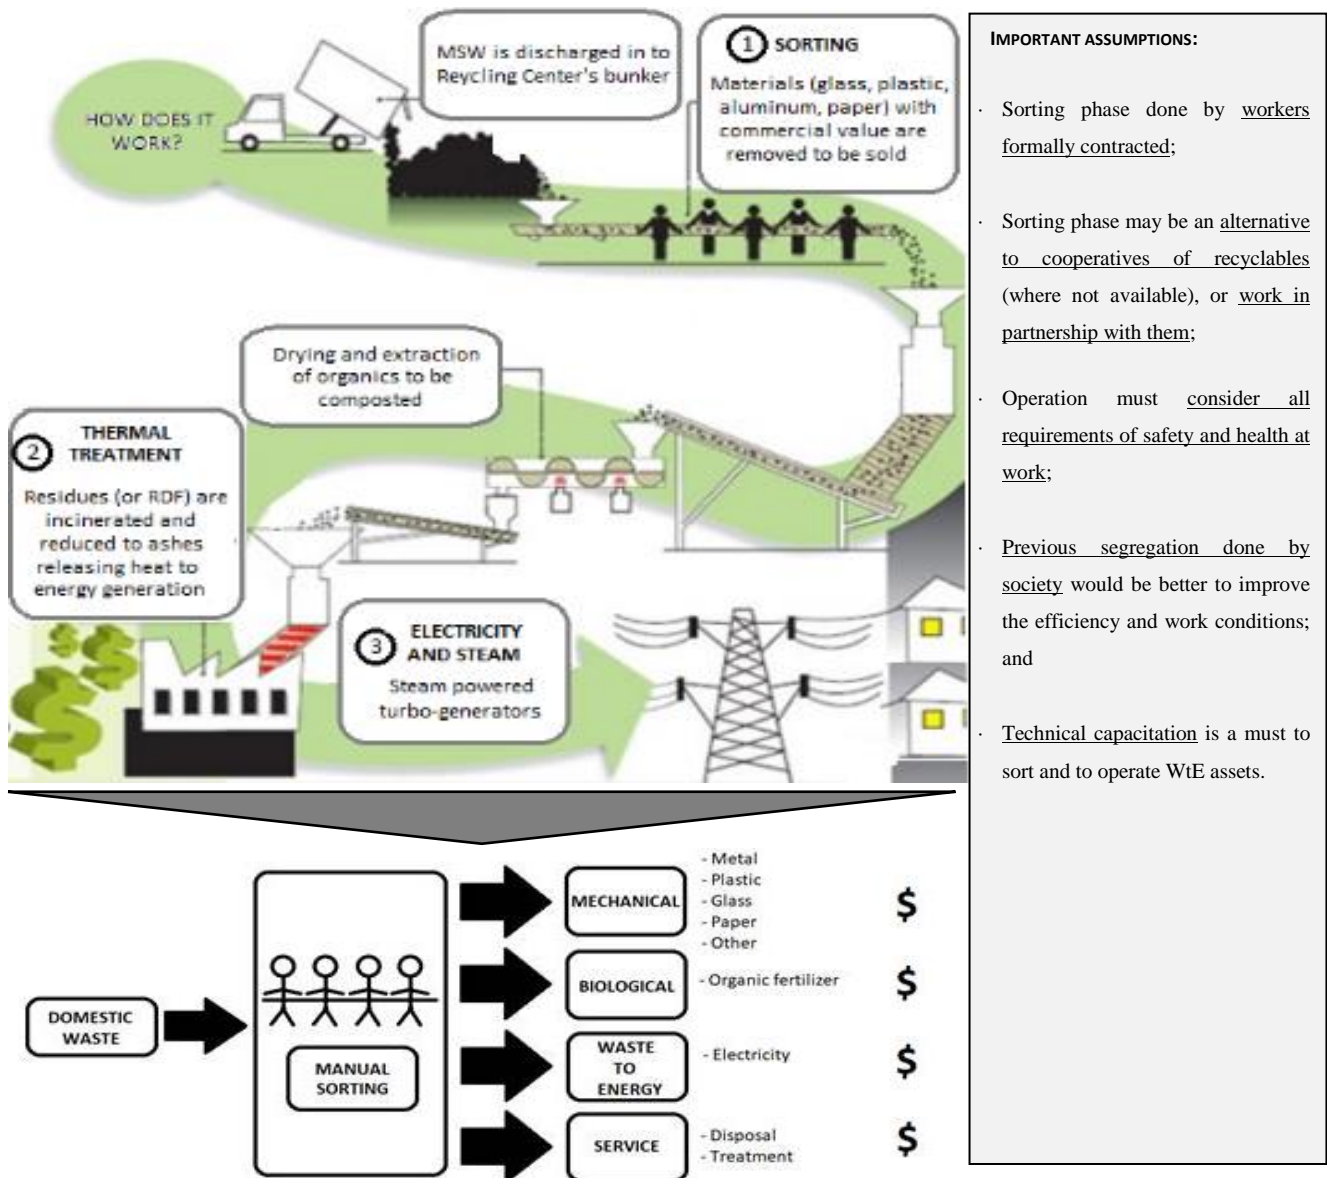 HOW DOES IT
WORK?
MSW is discharged in to
Reycling Center's bunker
1 SORTING
Materials (glass, plastic,
aluminum, paper) with
commercial value are
removed to be sold
Drying and extraction
of organics to be
composted
2 THERMAL
TREATMENT
Residues (or RDF) are
incinerated and
reduced to ashes
releasing heat to
energy generation
3 ELECTRICITY
AND STEAM
Steam powered
turbo-generators
$ $
$
DOMESTIC
WASTE
MANUAL
SORTING
MECHANICAL
- Metal
- Plastic
- Glass
- Paper
- Other
$
BIOLOGICAL
- Organic fertilizer
$
WASTE
TO
ENERGY
- Electricity
$
SERVICE
- Disposal
- Treatment
$
IMPORTANT ASSUMPTIONS:
· Sorting phase done by workers
formally contracted;
· Sorting phase may be an alternative
to cooperatives of recyclables
(where not available), or work in
partnership with them;
· Operation must consider all
requirements of safety and health at
work;
· Previous segregation done by
society would be better to improve
the efficiency and work conditions;
and
· Technical capacitation is a must to
sort and to operate WtE assets.